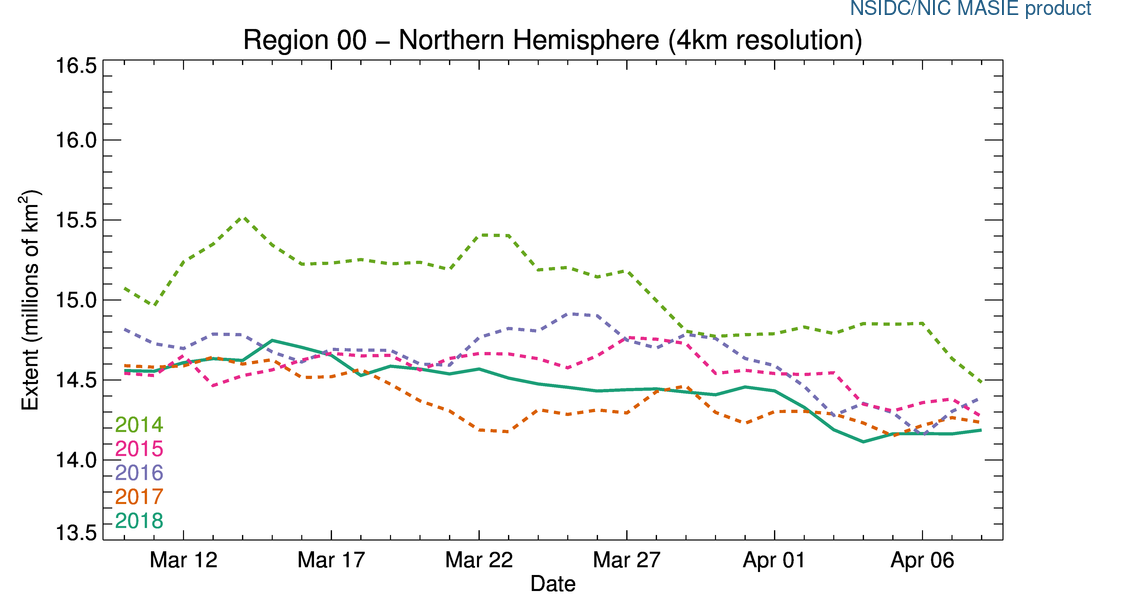 NSIDC/NIC MASIE product
Region 00 – Northern Hemisphere (4km resolution)
Extent (millions of km²)
16.5
16.0
15.5
15.0
14.5
14.0
13.5
2014
2015
2016
2017
2018
Mar 12 Mar 17 Mar 22 Mar 27 Apr 01 Apr 06
Date